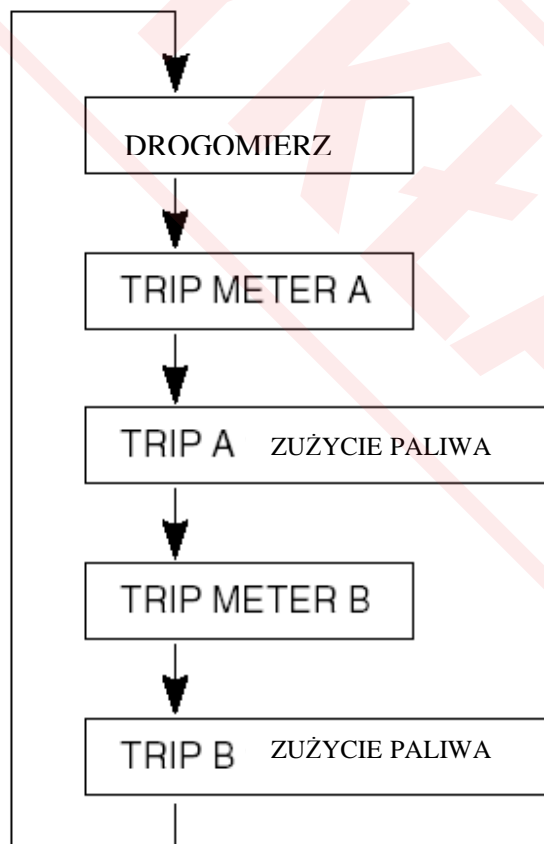 DROGOMIERZ
TRIP METER A
TRIP A ZUŻYCIE PALIWA
TRIP METER B
TRIP B ZUŻYCIE PALIWA